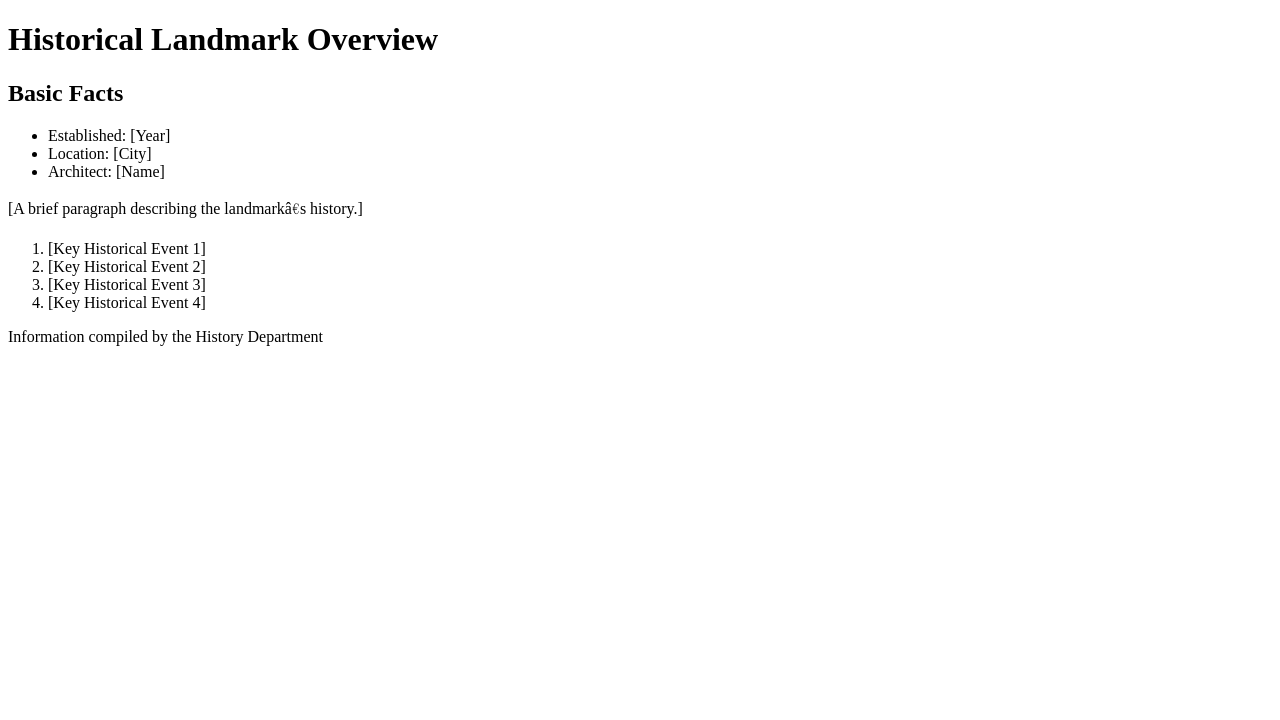 Historical Landmark Overview
Basic Facts
Established: [Year]
Location: [City]
Architect: [Name]
[A brief paragraph describing the landmarkâ€s history.]
1. [Key Historical Event 1]
2. [Key Historical Event 2]
3. [Key Historical Event 3]
4. [Key Historical Event 4]
Information compiled by the History Department